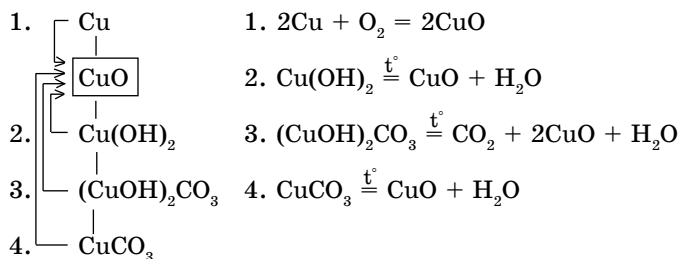 1. Cu 1. 2Cu + O₂ = 2CuO
CuO 2. Cu(OH)₂ t° = CuO + H₂O
2. Cu(OH)₂ 3. (CuOH)₂CO₃ t° = CO₂ + 2CuO + H₂O
3. (CuOH)₂CO₃ 4. CuCO₃ t° = CuO + H₂O
4. CuCO₃